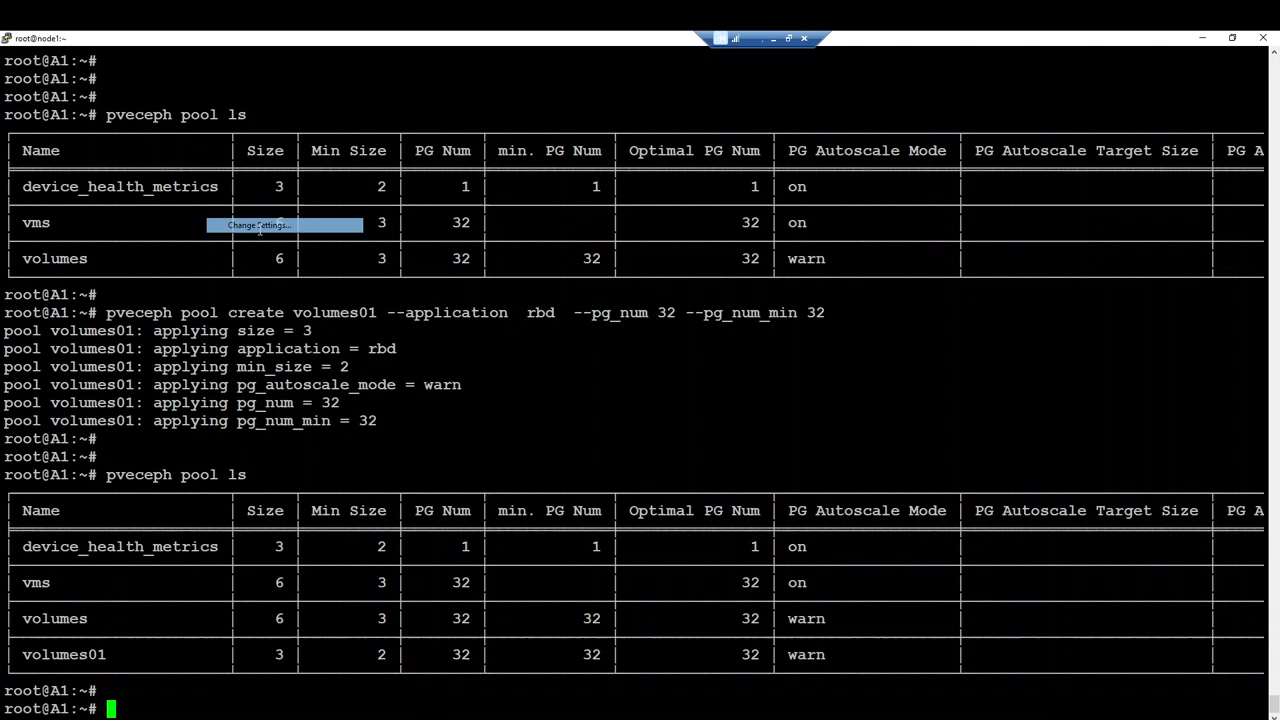 root@node1:~
root@A1:~#
root@A1:~#
root@A1:~#
root@A1:~# pveceph pool ls
Name Size Min Size PG Num min. PG Num Optimal PG Num PG Autoscale Mode PG Autoscale Target Size PG A
device_health_metrics 3 2 1 1 1 on
vms 3 32 32 on
Change Settings...
volumes 6 3 32 32 32 warn
root@A1:~#
root@A1:~# pveceph pool create volumes01 --application  rbd  --pg_num 32 --pg_num_min 32
pool volumes01: applying size = 3
pool volumes01: applying application = rbd
pool volumes01: applying min_size = 2
pool volumes01: applying pg_autoscale_mode = warn
pool volumes01: applying pg_num = 32
pool volumes01: applying pg_num_min = 32
root@A1:~#
root@A1:~#
root@A1:~# pveceph pool ls
Name Size Min Size PG Num min. PG Num Optimal PG Num PG Autoscale Mode PG Autoscale Target Size PG A
device_health_metrics 3 2 1 1 1 on
vms 6 3 32 32 on
volumes 6 3 32 32 32 warn
volumes01 3 2 32 32 32 warn
root@A1:~#
root@A1:~#